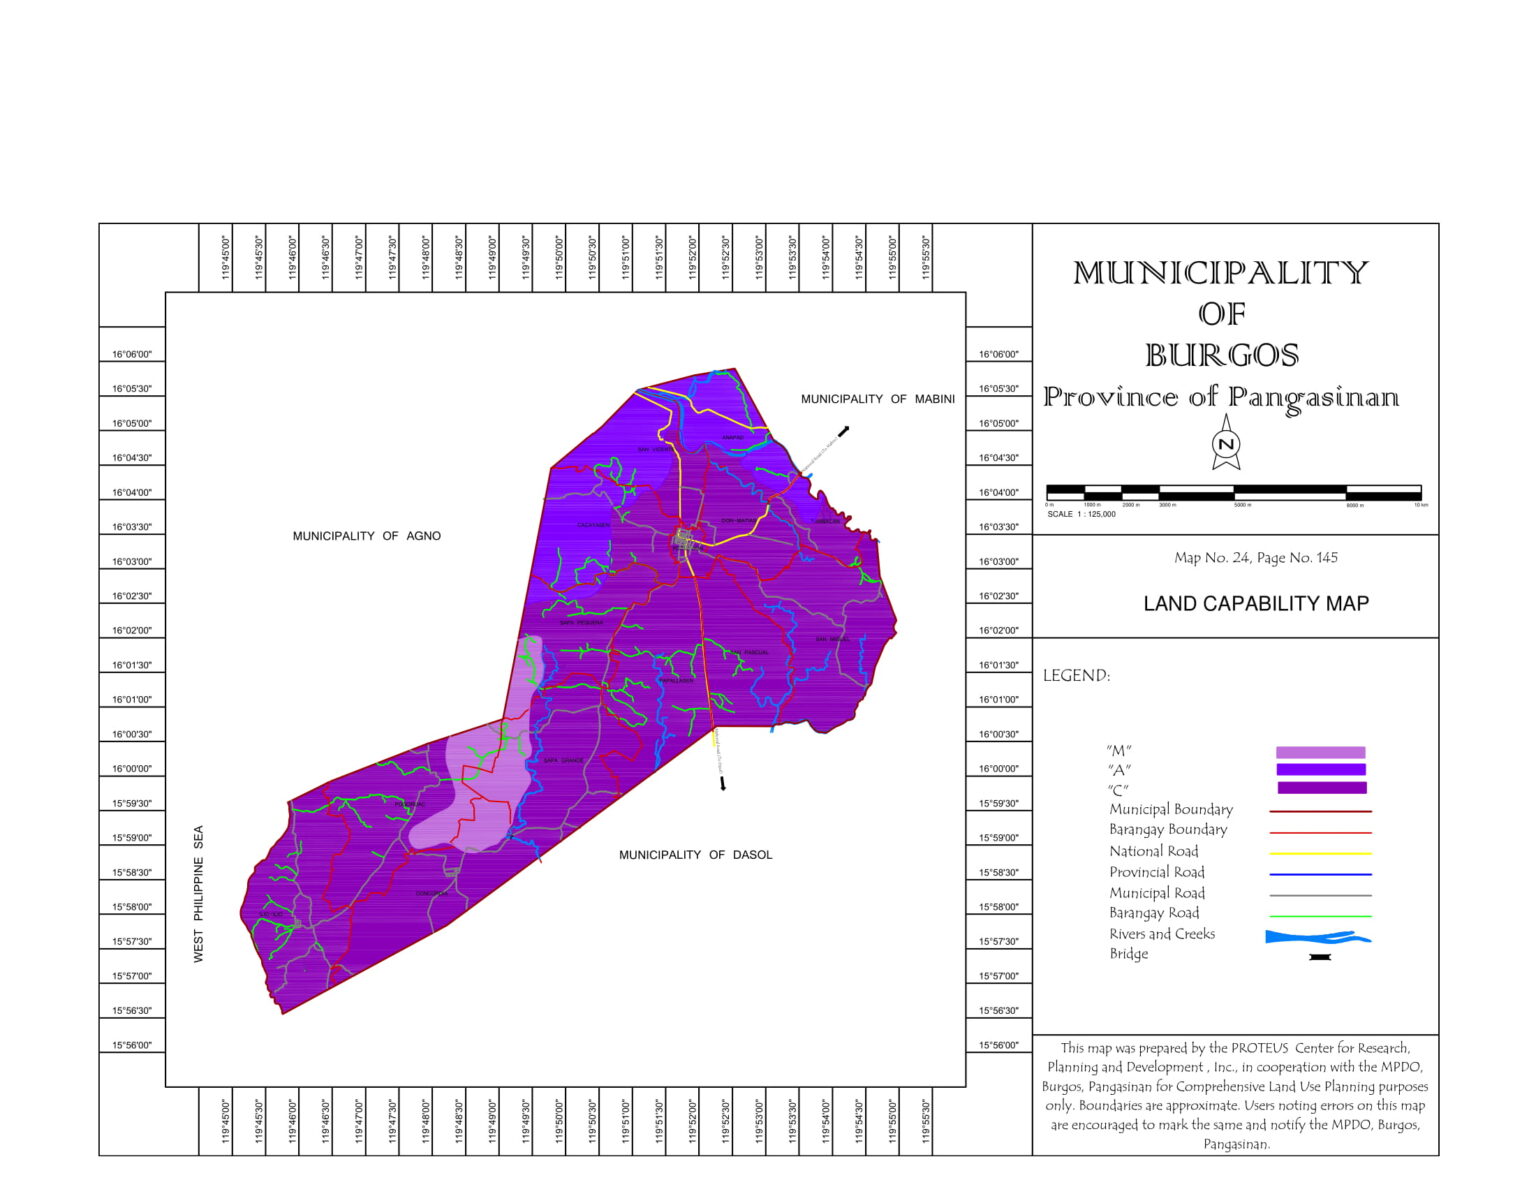 119°45'00"
119°45'30"
119°46'00"
119°46'30"
119°47'00"
119°47'30"
119°48'00"
119°48'30"
119°49'00"
119°49'30"
119°50'00"
119°50'30"
119°51'00"
119°51'30"
119°52'00"
119°52'30"
119°53'00"
119°53'30"
119°54'00"
119°54'30"
119°55'00"
119°55'30"
16°06'00"
16°05'30"
16°05'00"
16°04'30"
16°04'00"
16°03'30"
16°03'00"
16°02'30"
16°02'00"
16°01'30"
16°01'00"
16°00'30"
16°00'00"
15°59'30"
15°59'00"
15°58'30"
15°58'00"
15°57'30"
15°57'00"
15°56'30"
15°56'00"
MUNICIPALITY OF MABINI
MUNICIPALITY OF AGNO
MUNICIPALITY OF DASOL
WEST PHILIPPINE SEA
ANAPAO
SAN VICENTE
CACAYASEN
DON MATIAS
SAPA PEQUENA
SAN MIGUEL
SAN PASCUAL
PAPALLASEN
SAPA GRANDE
POGORUAC
CONCORDIA
16°06'00"
16°05'30"
16°05'00"
16°04'30"
16°04'00"
16°03'30"
16°03'00"
16°02'30"
16°02'00"
16°01'30"
16°01'00"
16°00'30"
16°00'00"
15°59'30"
15°59'00"
15°58'30"
15°58'00"
15°57'30"
15°57'00"
15°56'30"
15°56'00"
119°45'00"
119°45'30"
119°46'00"
119°46'30"
119°47'00"
119°47'30"
119°48'00"
119°48'30"
119°49'00"
119°49'30"
119°50'00"
119°50'30"
119°51'00"
119°51'30"
119°52'00"
119°52'30"
119°53'00"
119°53'30"
119°54'00"
119°54'30"
119°55'00"
119°55'30"
MUNICIPALITY
OF
BURGOS
Province of Pangasinan
N
0 m 1000 m 2000 m 3000 m 5000 m 8000 m 10 km
SCALE 1 : 125,000
Map No. 24, Page No. 145
LAND CAPABILITY MAP
LEGEND:
"M"
"A"
"C"
Municipal Boundary
Barangay Boundary
National Road
Provincial Road
Municipal Road
Barangay Road
Rivers and Creeks
Bridge
This map was prepared by the PROTEUS Center for Research,
Planning and Development , Inc., in cooperation with the MPDO,
Burgos, Pangasinan for Comprehensive Land Use Planning purposes
only. Boundaries are approximate. Users noting errors on this map
are encouraged to mark the same and notify the MPDO, Burgos,
Pangasinan.